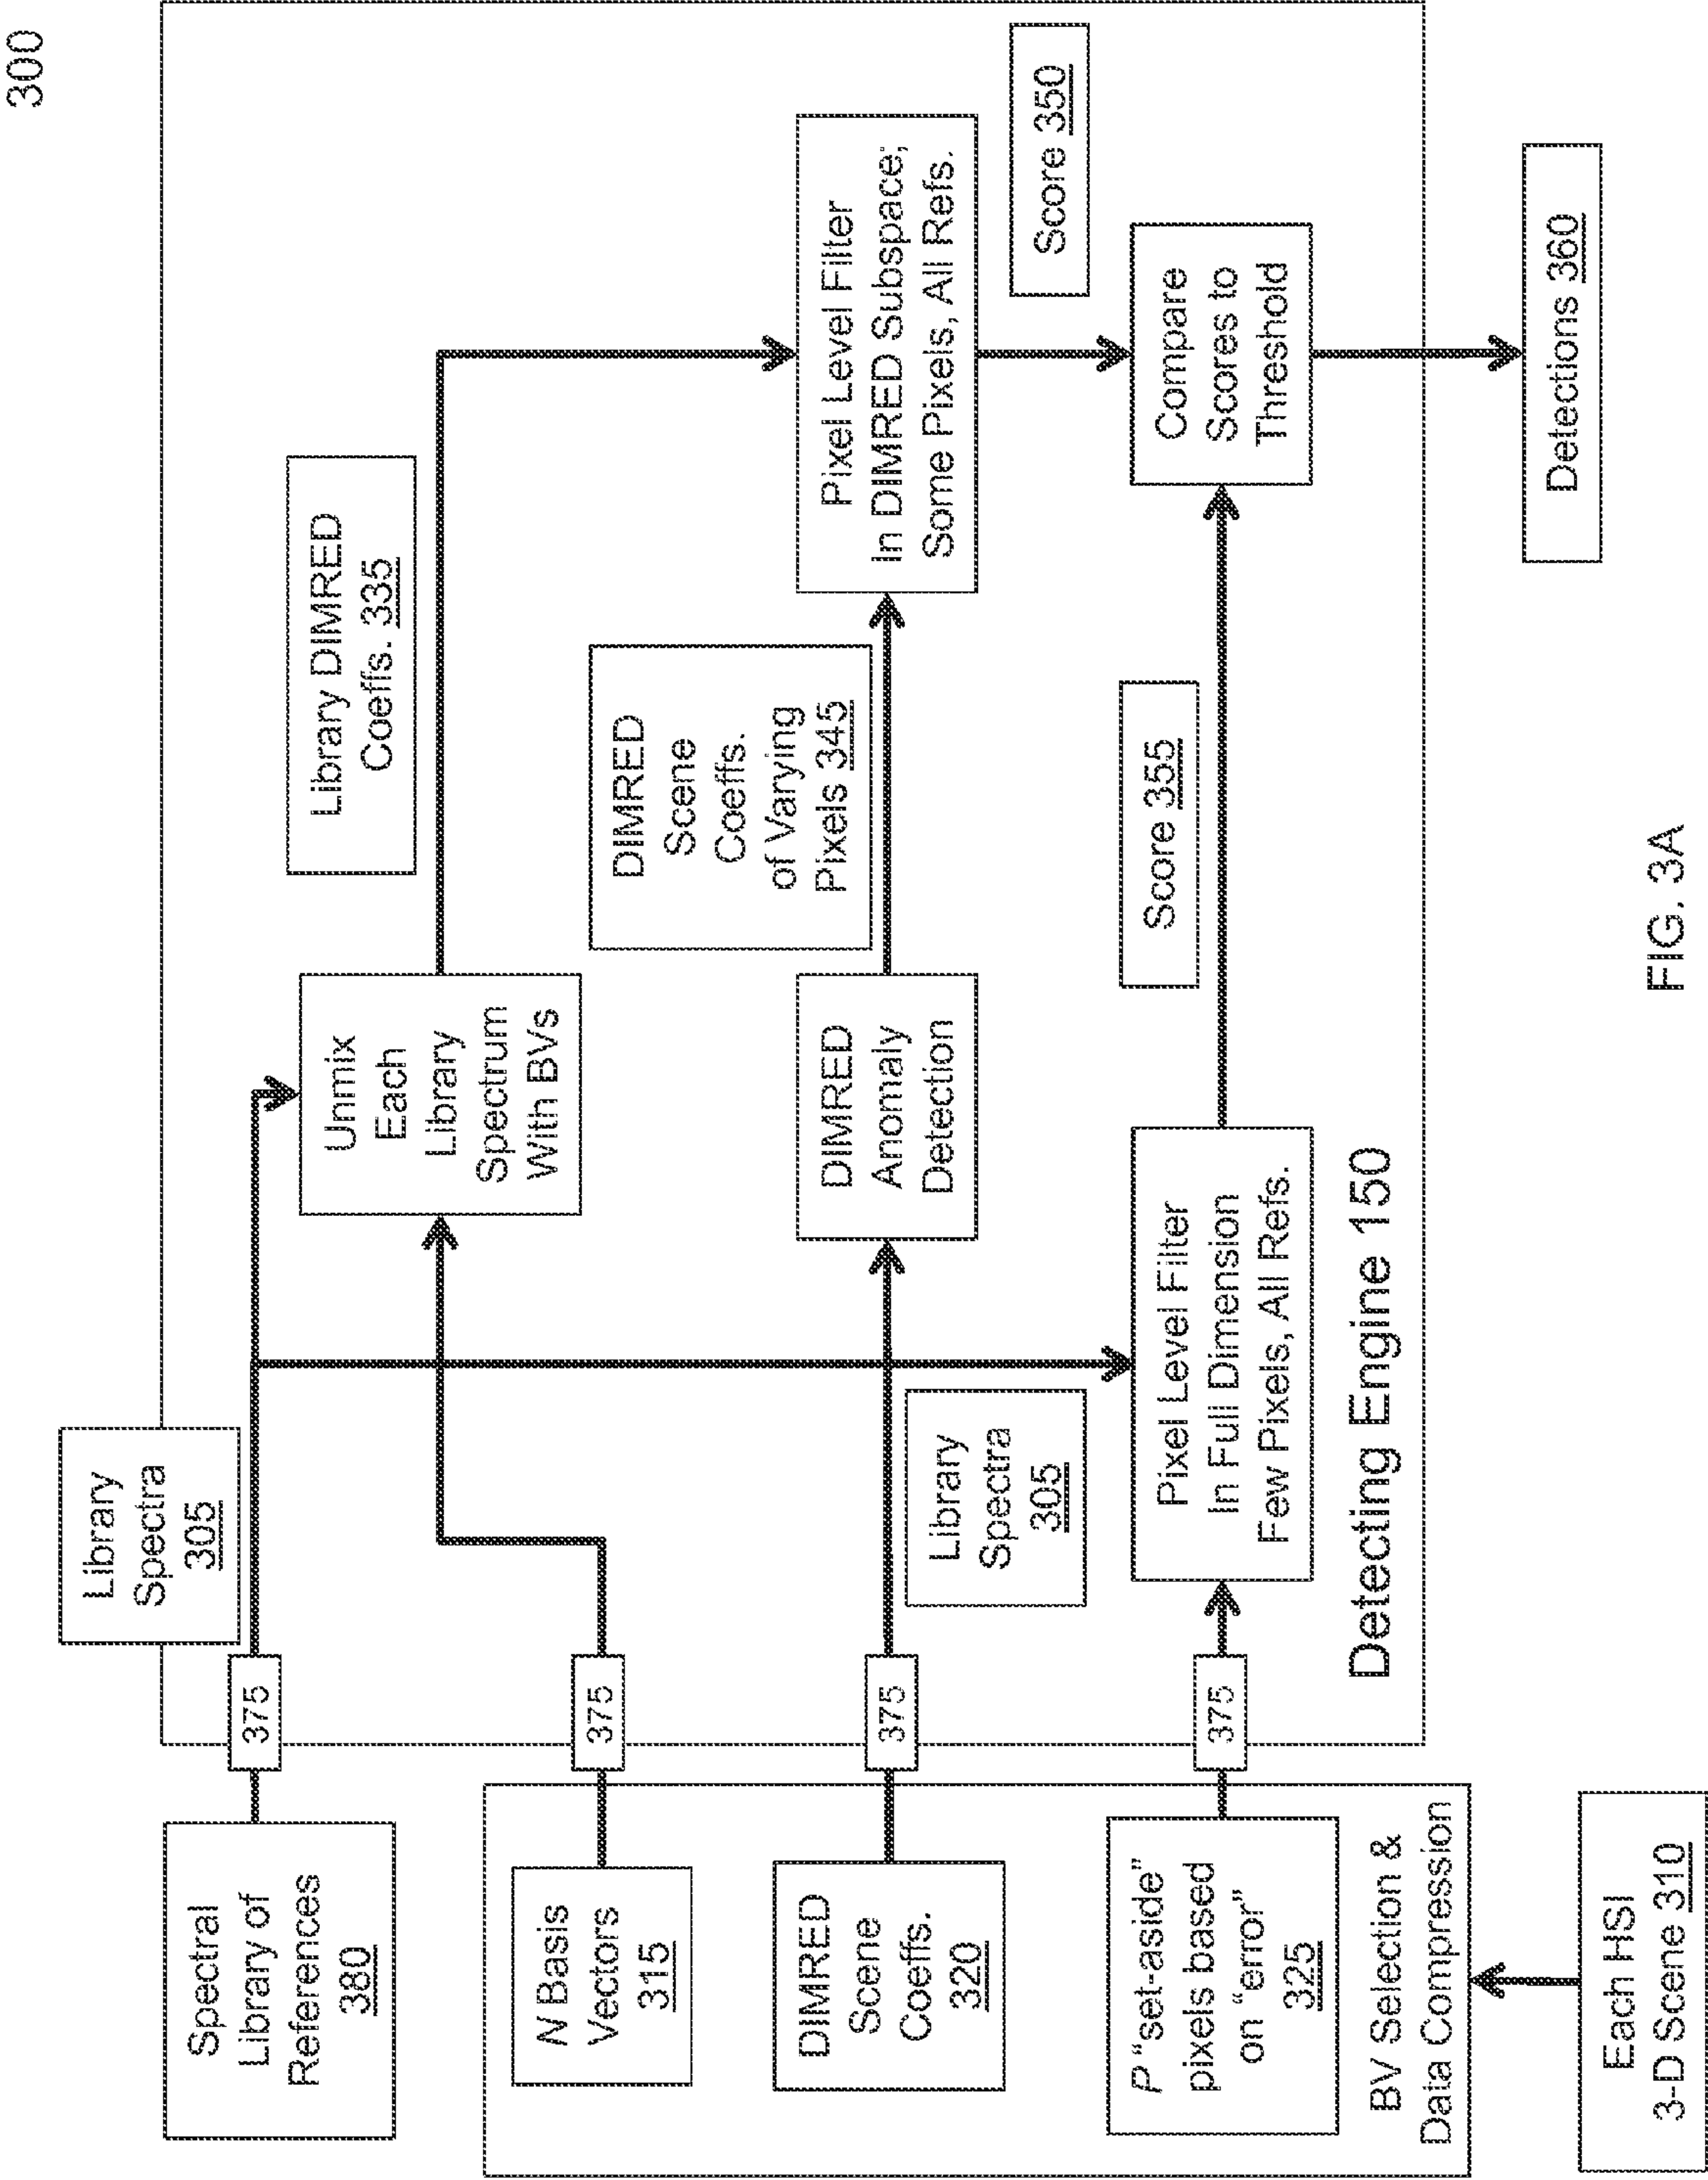 300
Library
Spectra
305
Spectral
Library of
References
380
375
Library DIMRED
Coeffs. 335
Unmix
Each
Library
Spectrum
With BVs
N Basis
Vectors
315
375
DIMRED
Scene
Coeffs.
of Varying
Pixels 345
DIMRED
Scene
Coeffs.
320
375
DIMRED
Anomaly
Detection
Pixel Level Filter
In DIMRED Subspace;
Some Pixels, All Refs.
Library
Spectra
305
Score 350
P “set-aside”
pixels based
on “error”
325
375
Pixel Level Filter
In Full Dimension
Few Pixels, All Refs.
Score 355
Compare
Scores to
Threshold
BV Selection &
Data Compression
Detecting Engine 150
Each HSI
3-D Scene 310
Detections 360
FIG. 3A